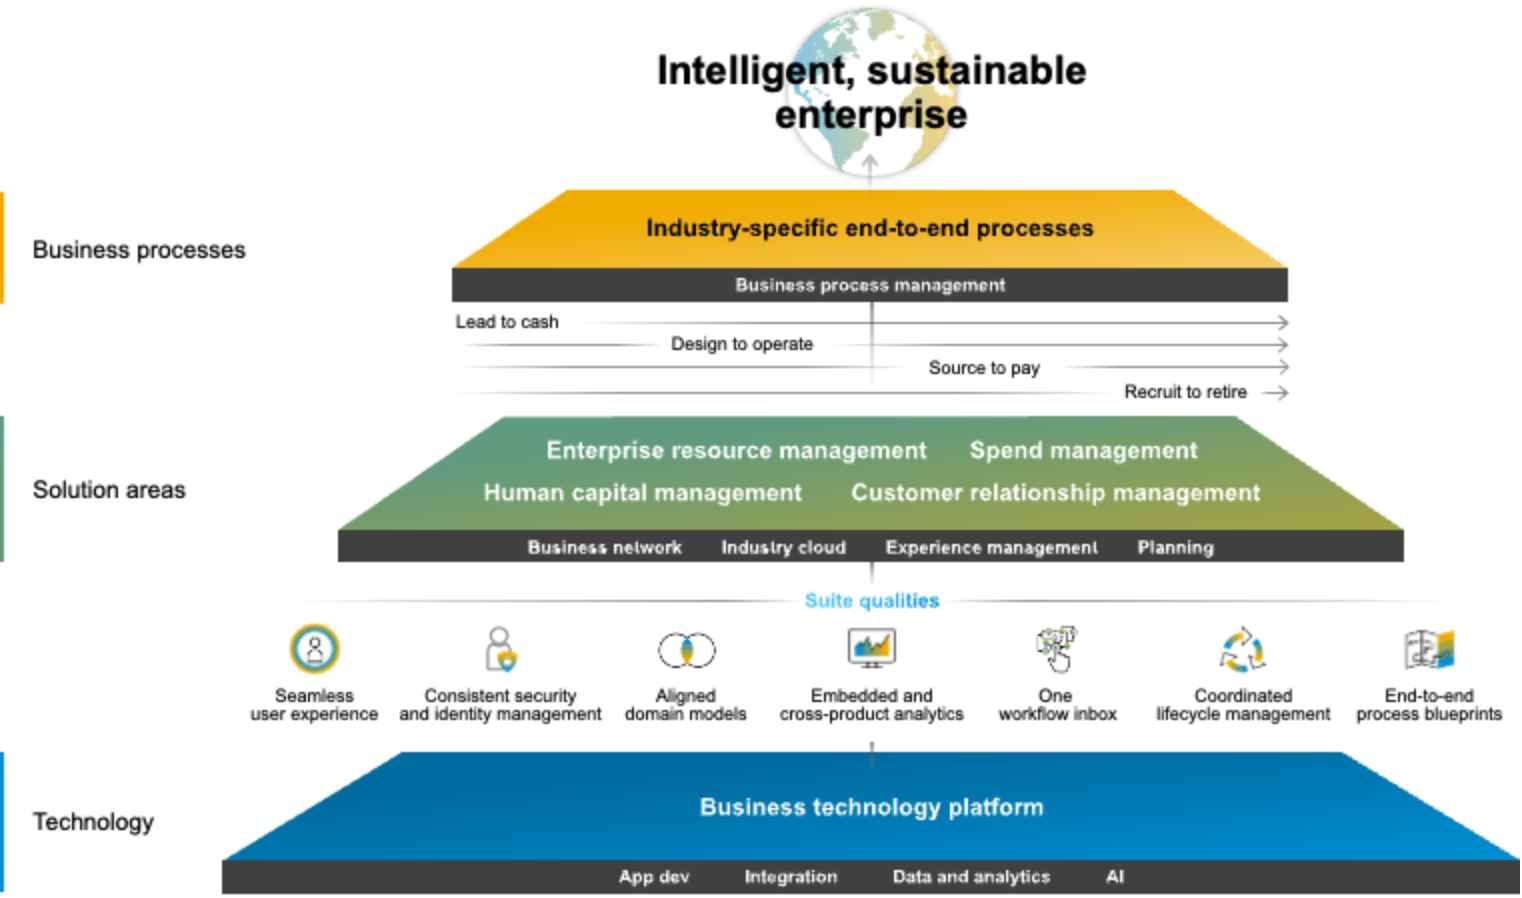 Intelligent, sustainable
enterprise
Business processes
Industry-specific end-to-end processes
Business process management
Lead to cash
Design to operate
Source to pay
Recruit to retire
Solution areas
Enterprise resource management Spend management
Human capital management Customer relationship management
Business network Industry cloud Experience management Planning
Suite qualities
Seamless
user experience
Consistent security
and identity management
Aligned
domain models
Embedded and
cross-product analytics
One
workflow inbox
Coordinated
lifecycle management
End-to-end
process blueprints
Technology
Business technology platform
App dev Integration Data and analytics AI